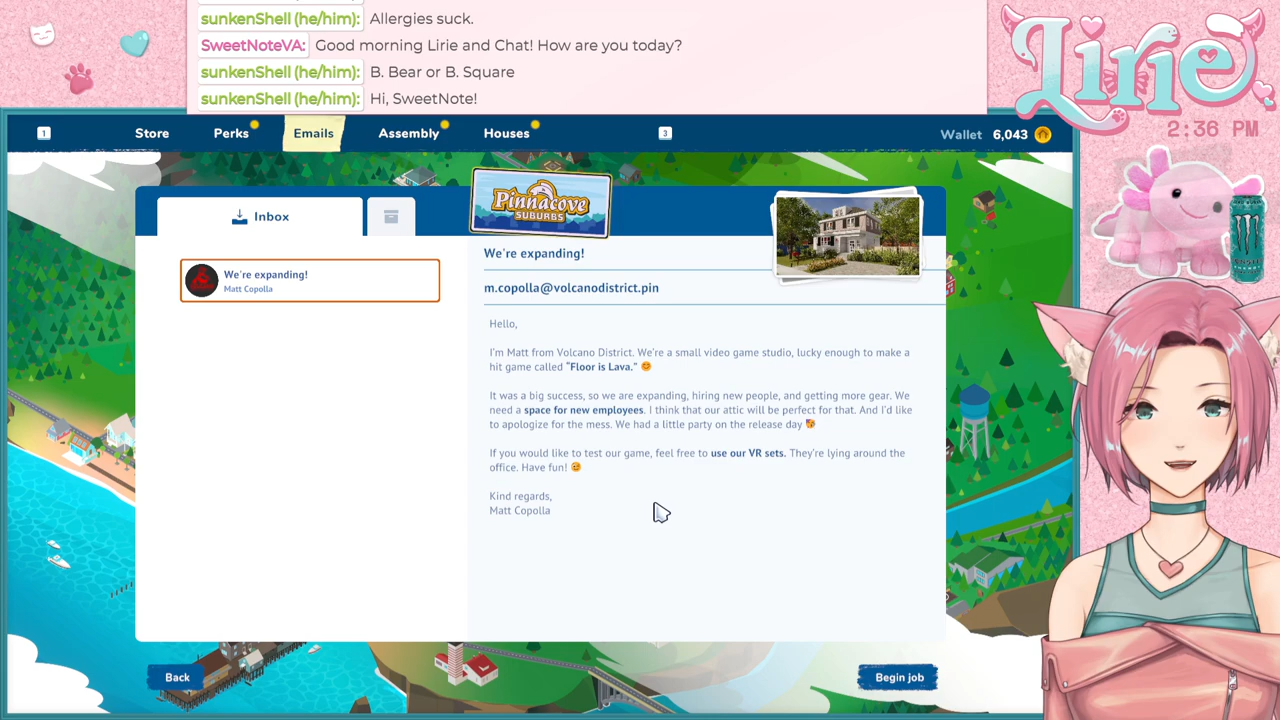 sunkenShell (he/him): Allergies suck.
SweetNoteVA: Good morning Lirie and Chat! How are you today?
sunkenShell (he/him): B. Bear or B. Square
sunkenShell (he/him): Hi, SweetNote!
Lirie
2:36 PM
1
Store
Perks
Emails
Assembly
Houses
3
Wallet 6,043
Inbox
Pinnacove
SUBURBS
We're expanding!
Matt Copolla
We're expanding!
m.copolla@volcanodistrict.pin
Hello,
I'm Matt from Volcano District. We're a small video game studio, lucky enough to make a
hit game called "Floor is Lava." 😊
It was a big success, so we are expanding, hiring new people, and getting more gear. We
need a space for new employees. I think that our attic will be perfect for that. And I'd like
to apologize for the mess. We had a little party on the release day 🥳
If you would like to test our game, feel free to use our VR sets. They're lying around the
office. Have fun! 😉
Kind regards,
Matt Copolla
Back
Begin job